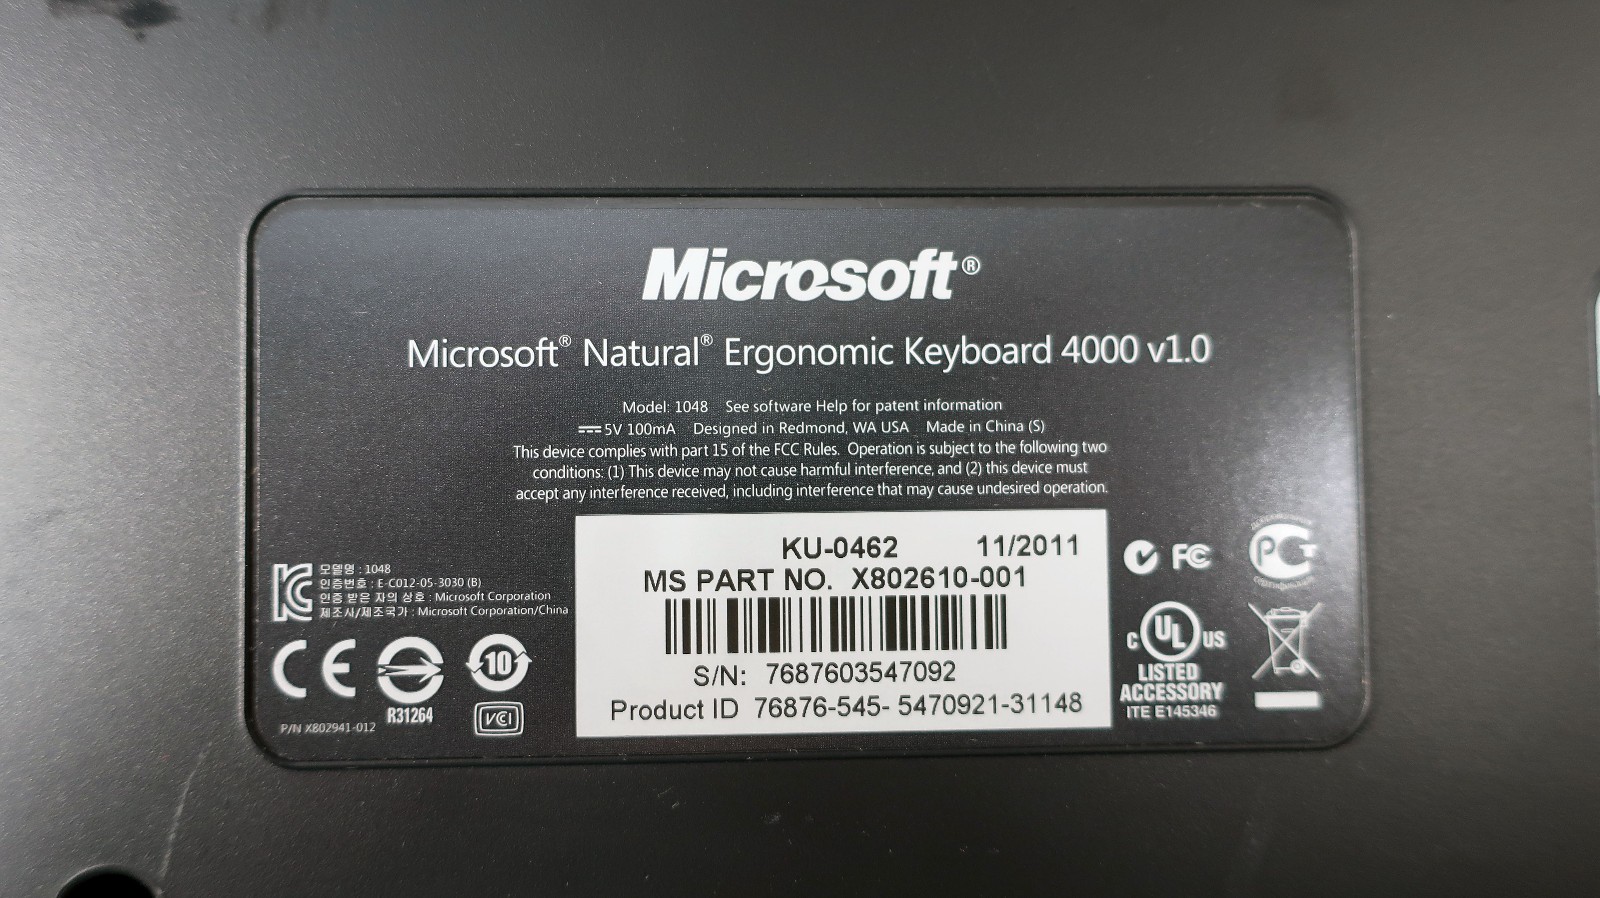 Microsoft®
Microsoft® Natural® Ergonomic Keyboard 4000 v1.0
Model: 1048 See software Help for patent information
5V 100mA Designed in Redmond, WA USA Made in China (S)
This device complies with part 15 of the FCC Rules. Operation is subject to the following two
conditions: (1) This device may not cause harmful interference, and (2) this device must
accept any interference received, including interference that may cause undesired operation.
KU-0462 11/2011
MS PART NO. X802610-001
S/N: 7687603547092
Product ID 76876-545- 5470921-31148
모델명 : 1048
인증번호 : E-C012-05-3030 (B)
인증 받은 자의 상호 : Microsoft Corporation
제조사/제조국가 : Microsoft Corporation/China
CE
R31264
10
VCI
P/N X802941-012
FC
PCT
C UL US
LISTED
ACCESSORY
ITE E145346